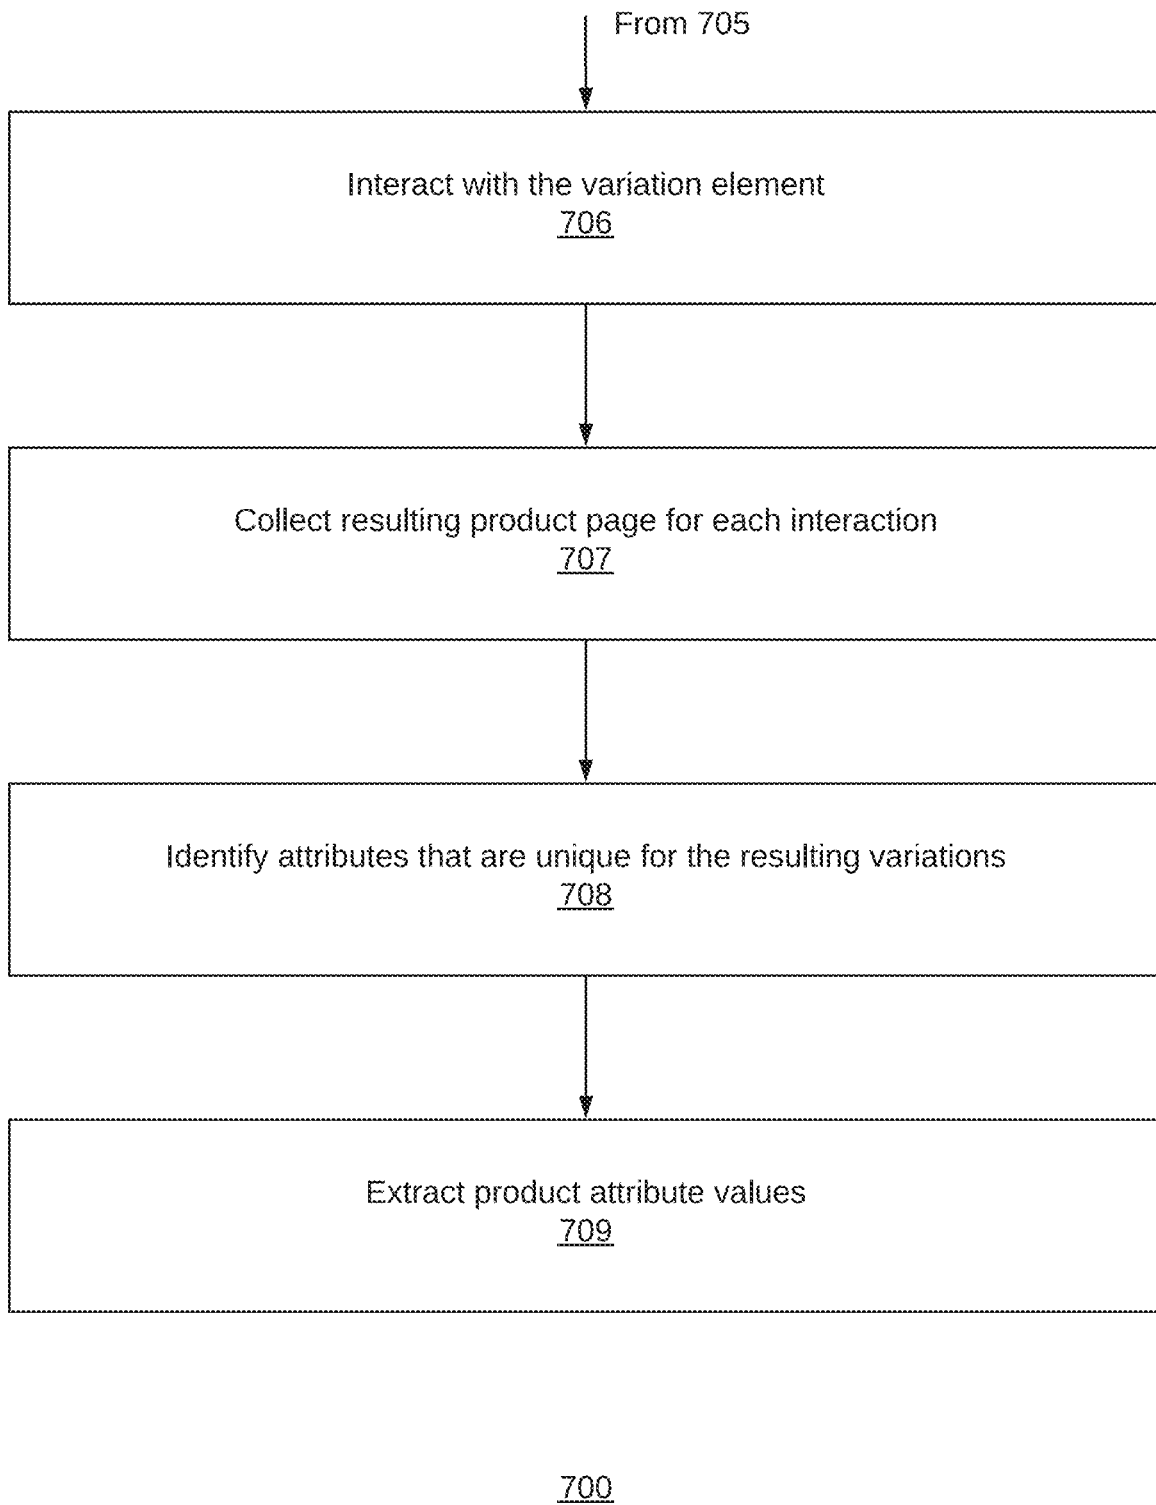 From 705
Interact with the variation element
706
Collect resulting product page for each interaction
707
Identify attributes that are unique for the resulting variations
708
Extract product attribute values
709
700